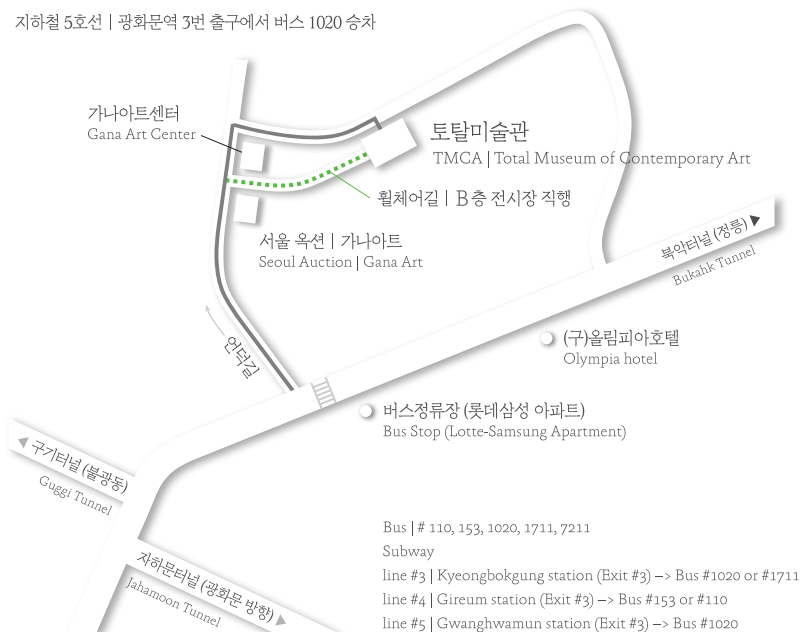 지하철 5호선 | 광화문역 3번 출구에서 버스 1020 승차
가나아트센터
Gana Art Center
토탈미술관
TMCA | Total Museum of Contemporary Art
휠체어길 | B층 전시장 직행
서울 옥션 | 가나아트
Seoul Auction | Gana Art
북악터널 (정릉) ▶
Bukahk Tunnel
언덕길
(구)올림피아호텔
Olympia hotel
버스정류장 (롯데삼성 아파트)
Bus Stop (Lotte-Samsung Apartment)
◀ 구기터널 (불광동)
Guggi Tunnel
자하문터널 (광화문 방향) ▶
Jahamoon Tunnel
Bus | # 110, 153, 1020, 1711, 7211
Subway
line #3 | Kyeongbokgung station (Exit #3) –> Bus #1020 or #1711
line #4 | Gireum station (Exit #3) –> Bus #153 or #110
line #5 | Gwanghwamun station (Exit #3) –> Bus #1020